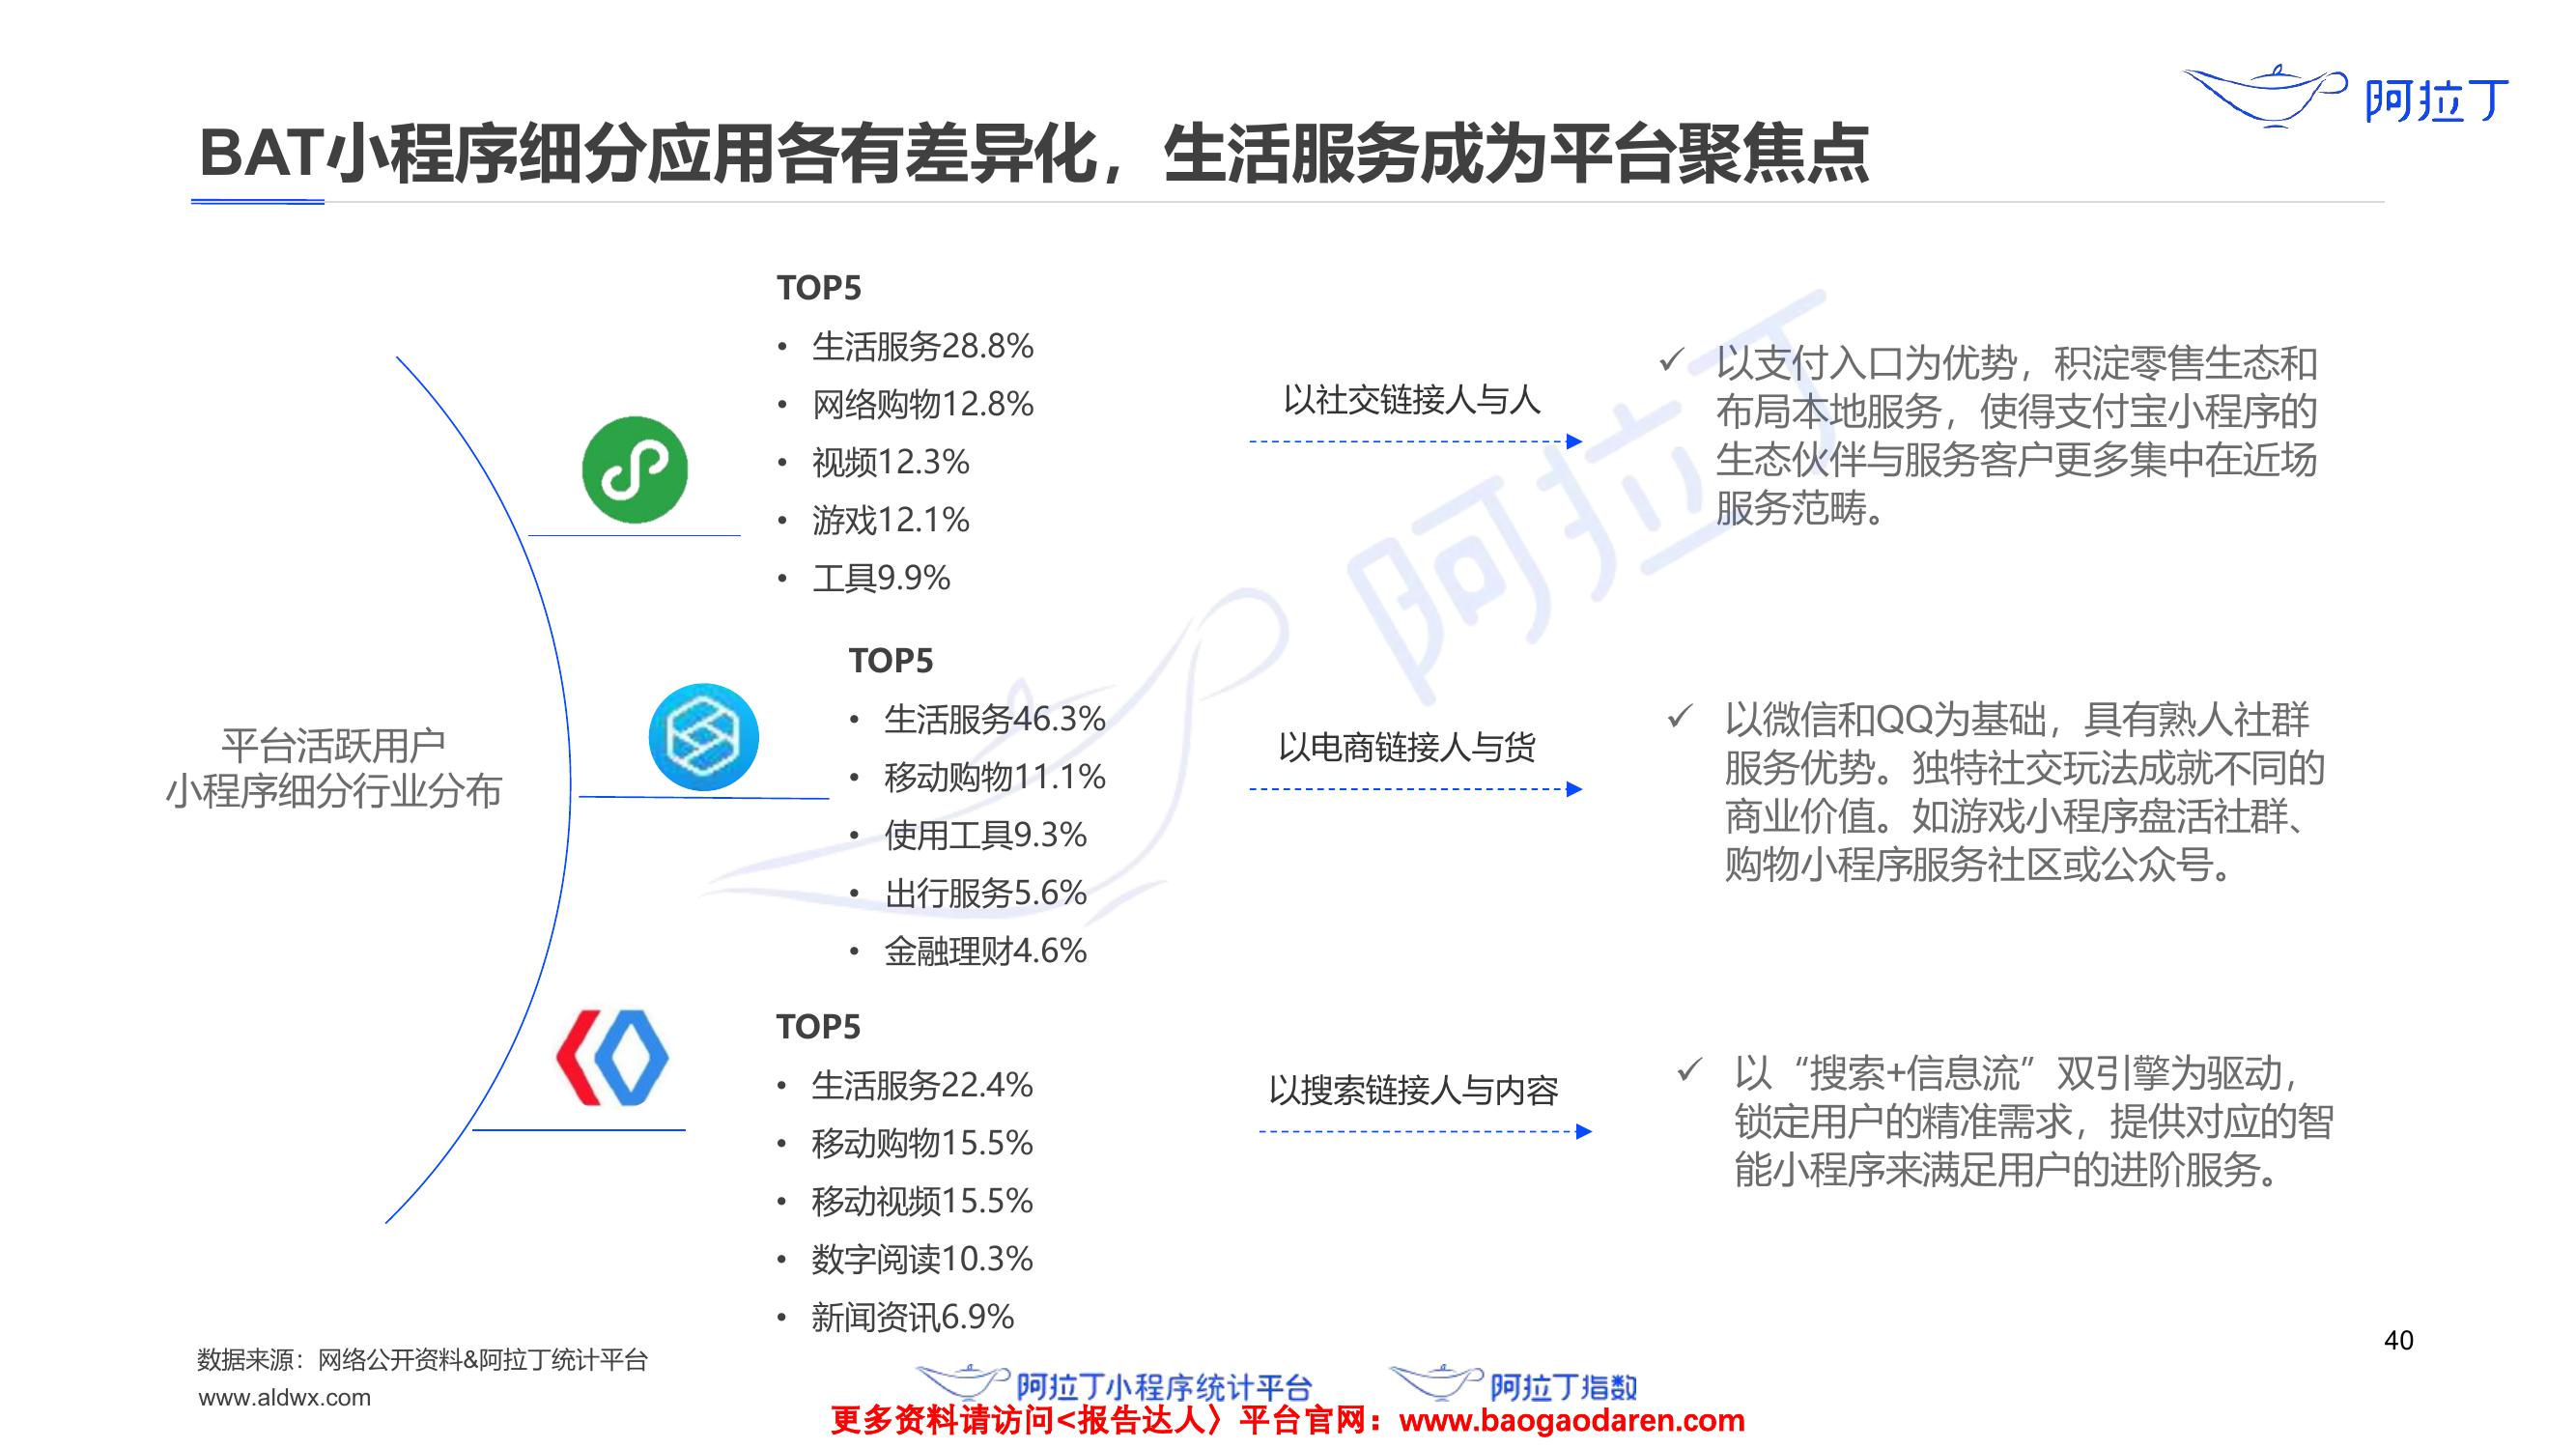 阿拉丁
BAT小程序细分应用各有差异化，生活服务成为平台聚焦点
TOP5
• 生活服务28.8%
• 网络购物12.8%
• 视频12.3%
• 游戏12.1%
• 工具9.9%
以社交链接人与人
✓ 以支付入口为优势，积淀零售生态和
布局本地服务，使得支付宝小程序的
生态伙伴与服务客户更多集中在近场
服务范畴。
阿拉丁
平台活跃用户
小程序细分行业分布
TOP5
• 生活服务46.3%
• 移动购物11.1%
• 使用工具9.3%
• 出行服务5.6%
• 金融理财4.6%
以电商链接人与货
✓ 以微信和QQ为基础，具有熟人社群
服务优势。独特社交玩法成就不同的
商业价值。如游戏小程序盘活社群、
购物小程序服务社区或公众号。
TOP5
• 生活服务22.4%
• 移动购物15.5%
• 移动视频15.5%
• 数字阅读10.3%
• 新闻资讯6.9%
以搜索链接人与内容
✓ 以“搜索+信息流”双引擎为驱动，
锁定用户的精准需求，提供对应的智
能小程序来满足用户的进阶服务。
数据来源：网络公开资料&阿拉丁统计平台
www.aldwx.com
阿拉丁小程序统计平台
阿拉丁指数
40
更多资料请访问<报告达人〉平台官网：www.baogaodaren.com